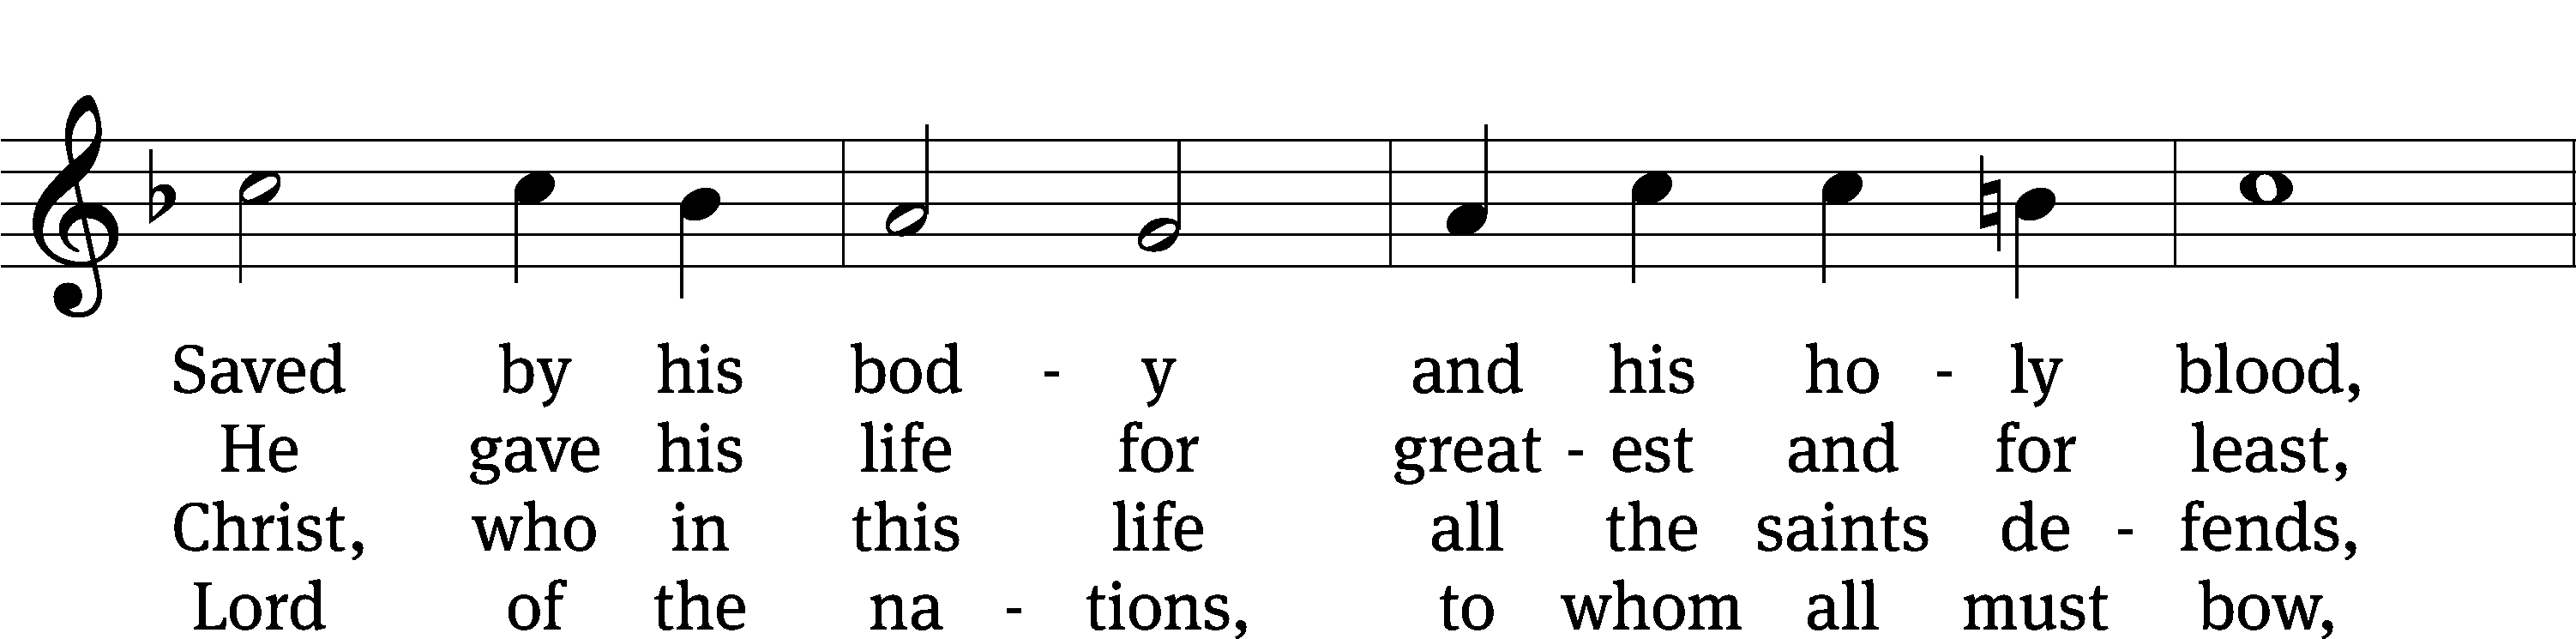 Saved by his bod - y and his ho - ly blood,
He gave his life for great - est and for least,
Christ, who in this life all the saints de - fends,
Lord of the na - tions, to whom all must bow,